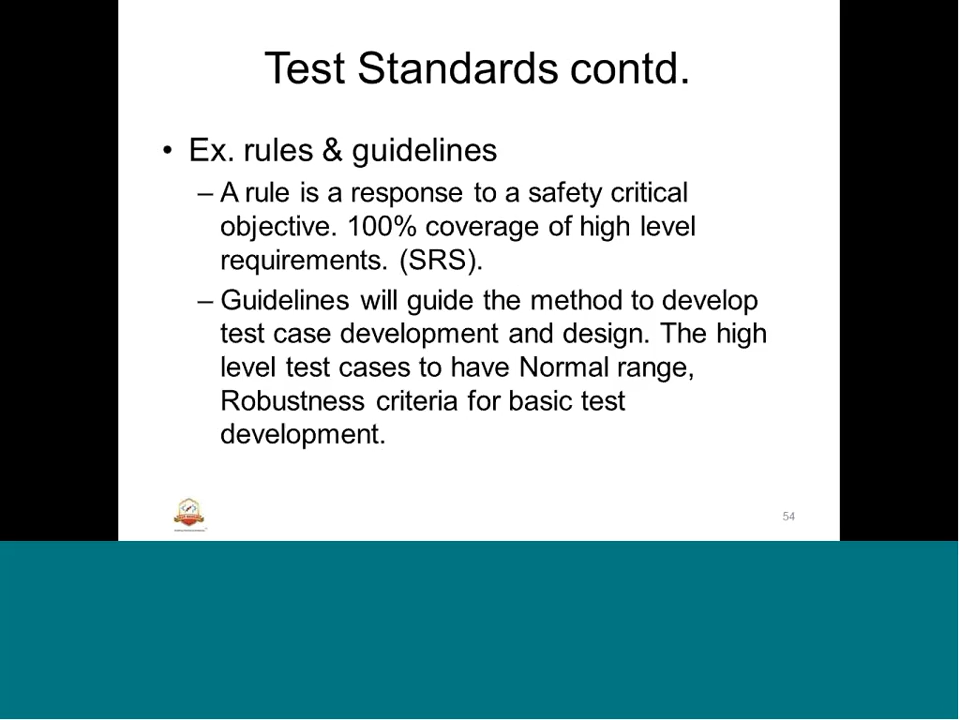 Test Standards contd.
• Ex. rules & guidelines
– A rule is a response to a safety critical
objective. 100% coverage of high level
requirements. (SRS).
– Guidelines will guide the method to develop
test case development and design. The high
level test cases to have Normal range,
Robustness criteria for basic test
development.
54